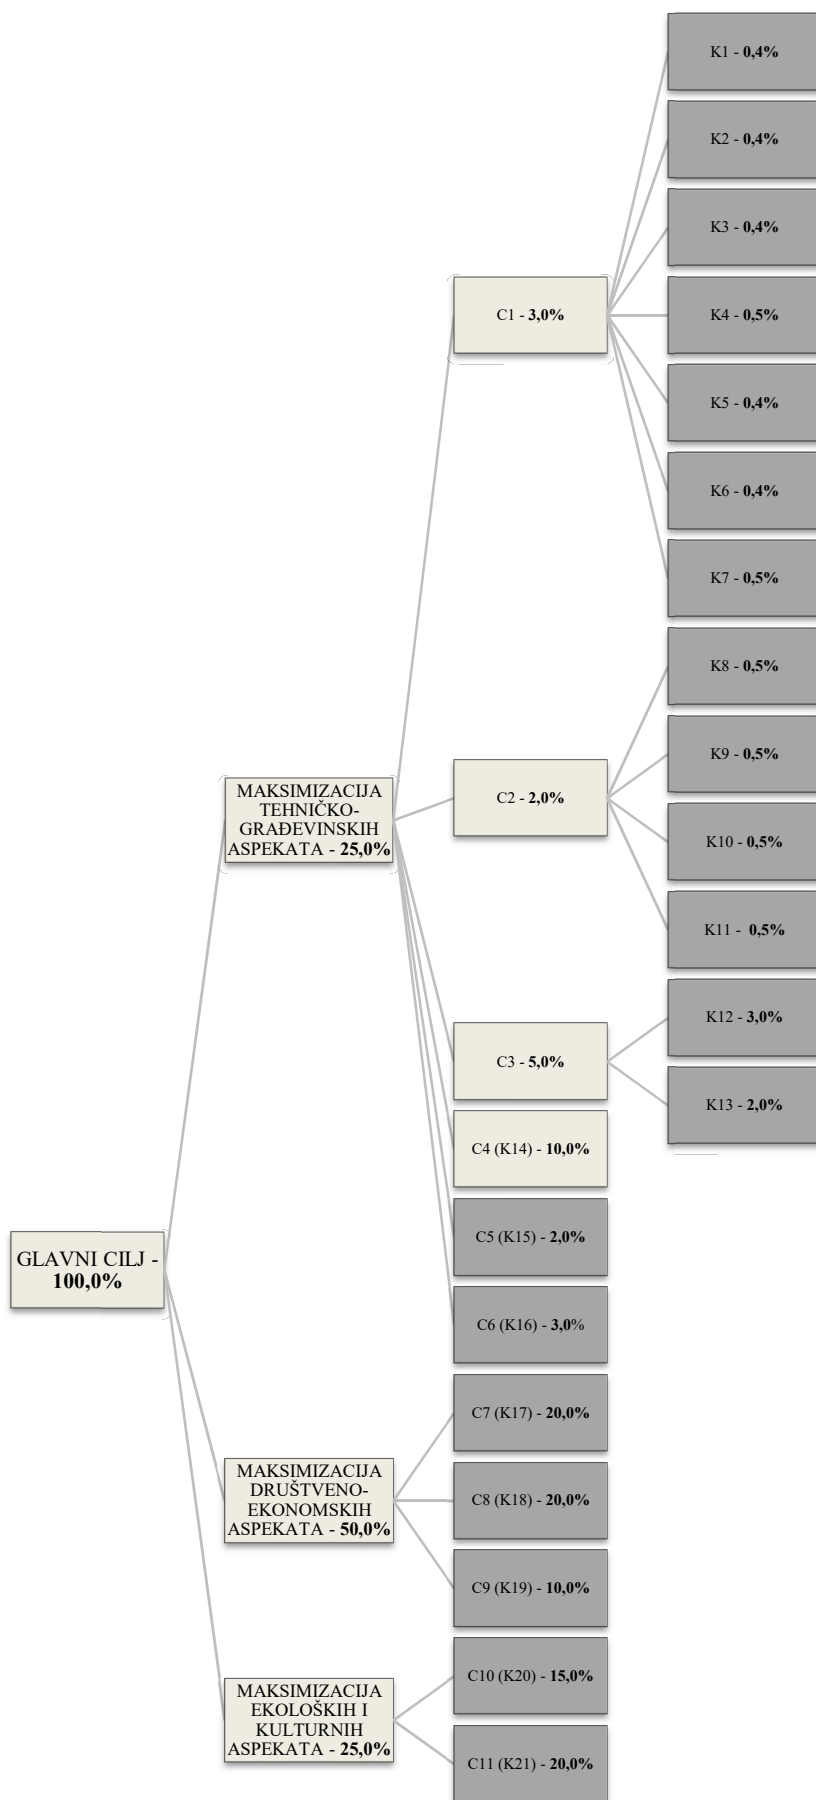 K1 - 0,4%
K2 - 0,4%
K3 - 0,4%
C1 - 3,0%
K4 - 0,5%
K5 - 0,4%
K6 - 0,4%
K7 - 0,5%
K8 - 0,5%
K9 - 0,5%
MAKSIMIZACIJA
TEHNIČKO-
GRAĐEVINSKIH
ASPEKATA - 25,0%
C2 - 2,0%
K10 - 0,5%
K11 - 0,5%
K12 - 3,0%
C3 - 5,0%
K13 - 2,0%
C4 (K14) - 10,0%
C5 (K15) - 2,0%
GLAVNI CILJ -
100,0%
C6 (K16) - 3,0%
C7 (K17) - 20,0%
MAKSIMIZACIJA
DRUŠTVENO-
EKONOMSKIH
ASPEKATA - 50,0%
C8 (K18) - 20,0%
C9 (K19) - 10,0%
C10 (K20) - 15,0%
MAKSIMIZACIJA
EKOLOŠKIH I
KULTURNIH
ASPEKATA - 25,0%
C11 (K21) - 20,0%